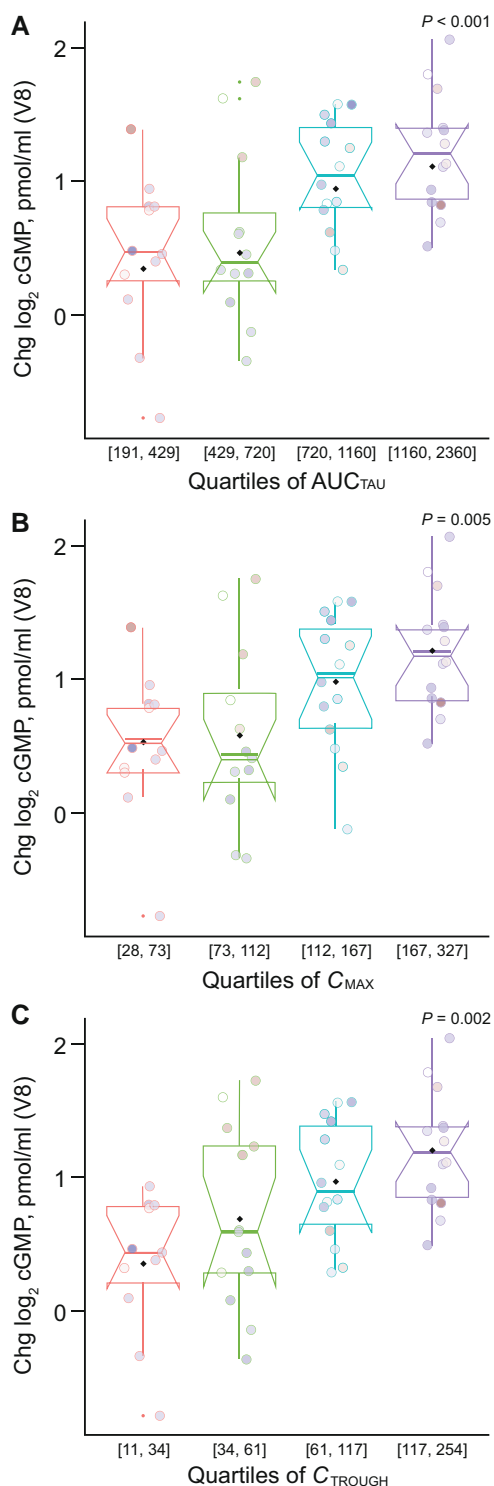 A
P < 0.001
Chg log₂ cGMP, pmol/ml (V8)
2
1
0
[191, 429] [429, 720] [720, 1160] [1160, 2360]
Quartiles of AUCTAU
B
P = 0.005
Chg log₂ cGMP, pmol/ml (V8)
2
1
0
[28, 73] [73, 112] [112, 167] [167, 327]
Quartiles of CMAX
C
P = 0.002
Chg log₂ cGMP, pmol/ml (V8)
2
1
0
[11, 34] [34, 61] [61, 117] [117, 254]
Quartiles of CTROUGH